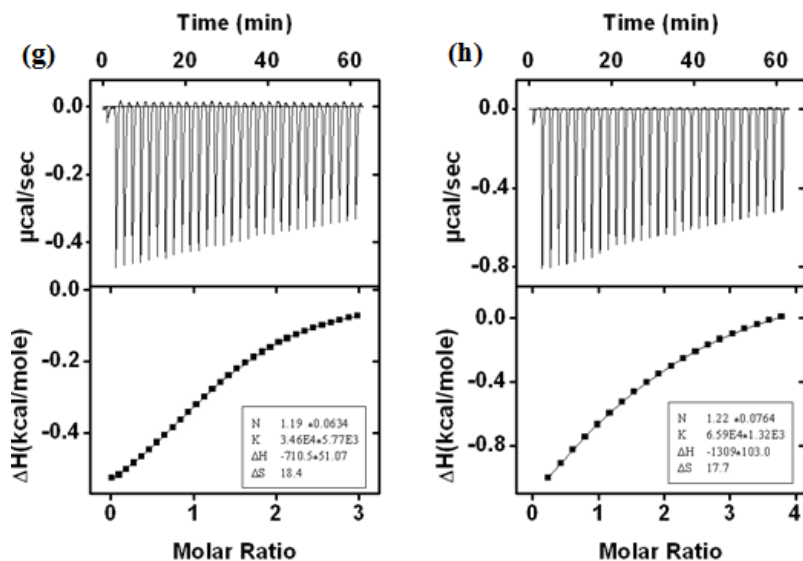 Time (min)
(g)
0 20 40 60
0.0
-0.2
-0.4
µcal/sec
0.0
-0.2
-0.4
ΔH(kcal/mole)
N 1.19 *0.0634
K 3.46E4*5.77E3
ΔH -710.5*51.07
ΔS 18.4
0 1 2 3
Molar Ratio
Time (min)
(h)
0 20 40 60
0.0
-0.4
-0.8
µcal/sec
0.0
-0.4
-0.8
ΔH(kcal/mole)
N 1.22 *0.0764
K 6.59E4*1.32E3
ΔH -1309*103.0
ΔS 17.7
0 1 2 3 4
Molar Ratio